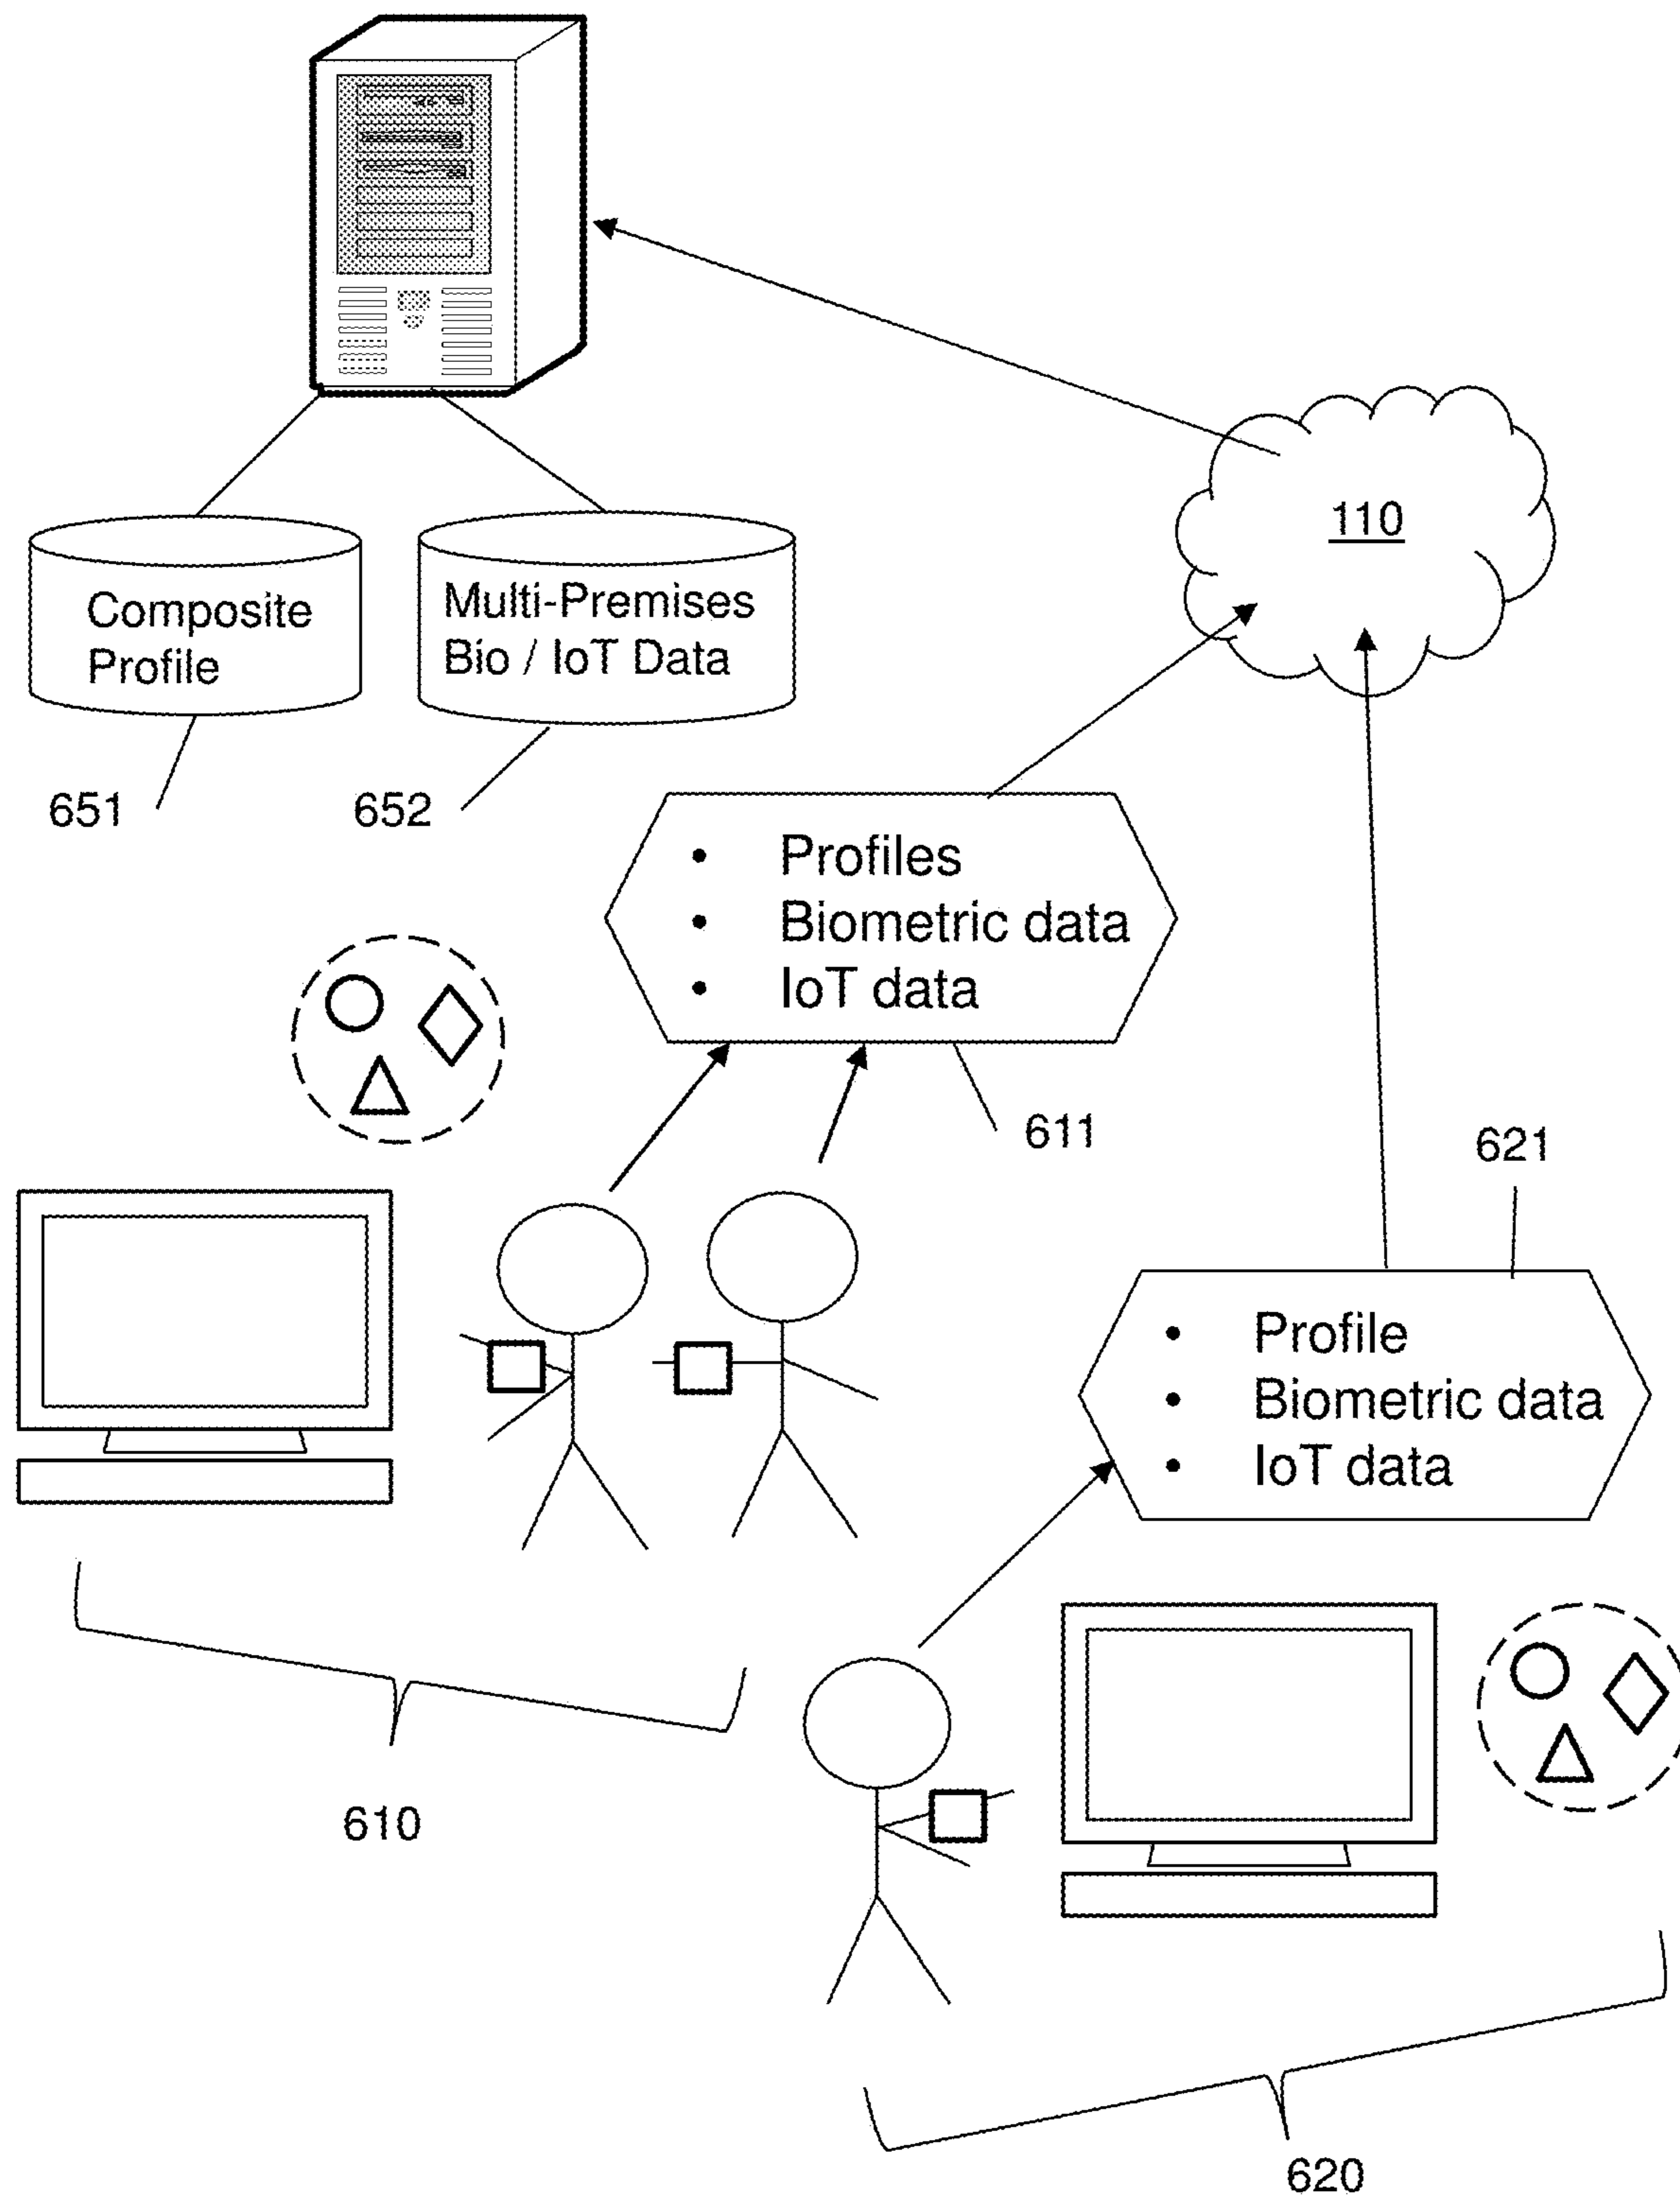 110
Composite
Profile
Multi-Premises
Bio / IoT Data
651
652
• Profiles
• Biometric data
• IoT data
611
621
• Profile
• Biometric data
• IoT data
610
620